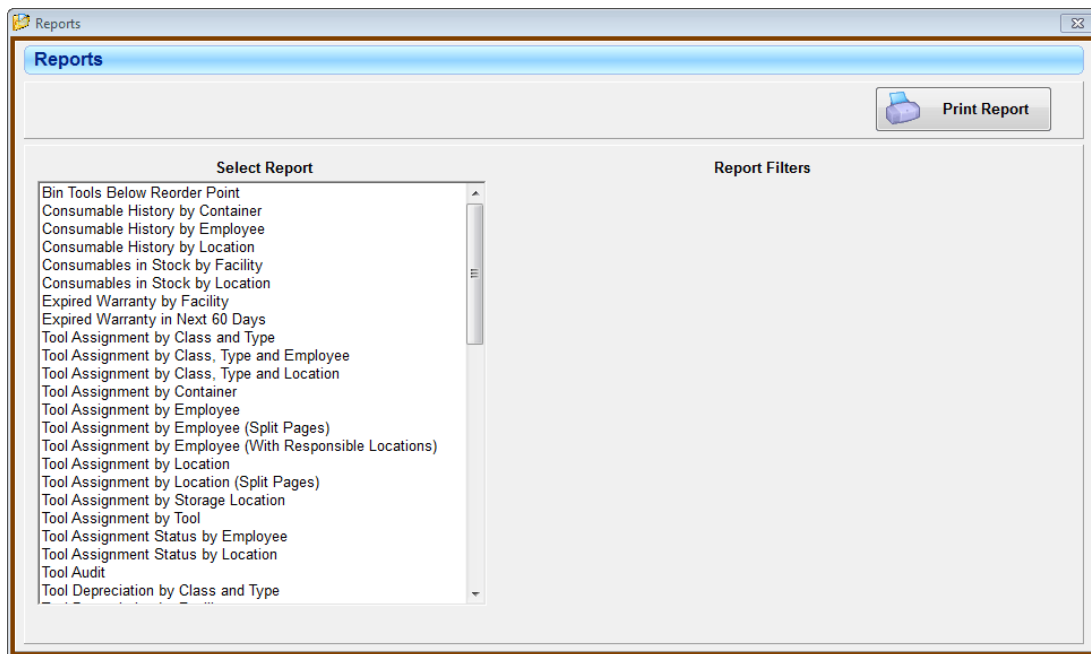 Reports
Reports
Print Report
Select Report
Report Filters
Bin Tools Below Reorder Point
Consumable History by Container
Consumable History by Employee
Consumable History by Location
Consumables in Stock by Facility
Consumables in Stock by Location
Expired Warranty by Facility
Expired Warranty in Next 60 Days
Tool Assignment by Class and Type
Tool Assignment by Class, Type and Employee
Tool Assignment by Class, Type and Location
Tool Assignment by Container
Tool Assignment by Employee
Tool Assignment by Employee (Split Pages)
Tool Assignment by Employee (With Responsible Locations)
Tool Assignment by Location
Tool Assignment by Location (Split Pages)
Tool Assignment by Storage Location
Tool Assignment by Tool
Tool Assignment Status by Employee
Tool Assignment Status by Location
Tool Audit
Tool Depreciation by Class and Type